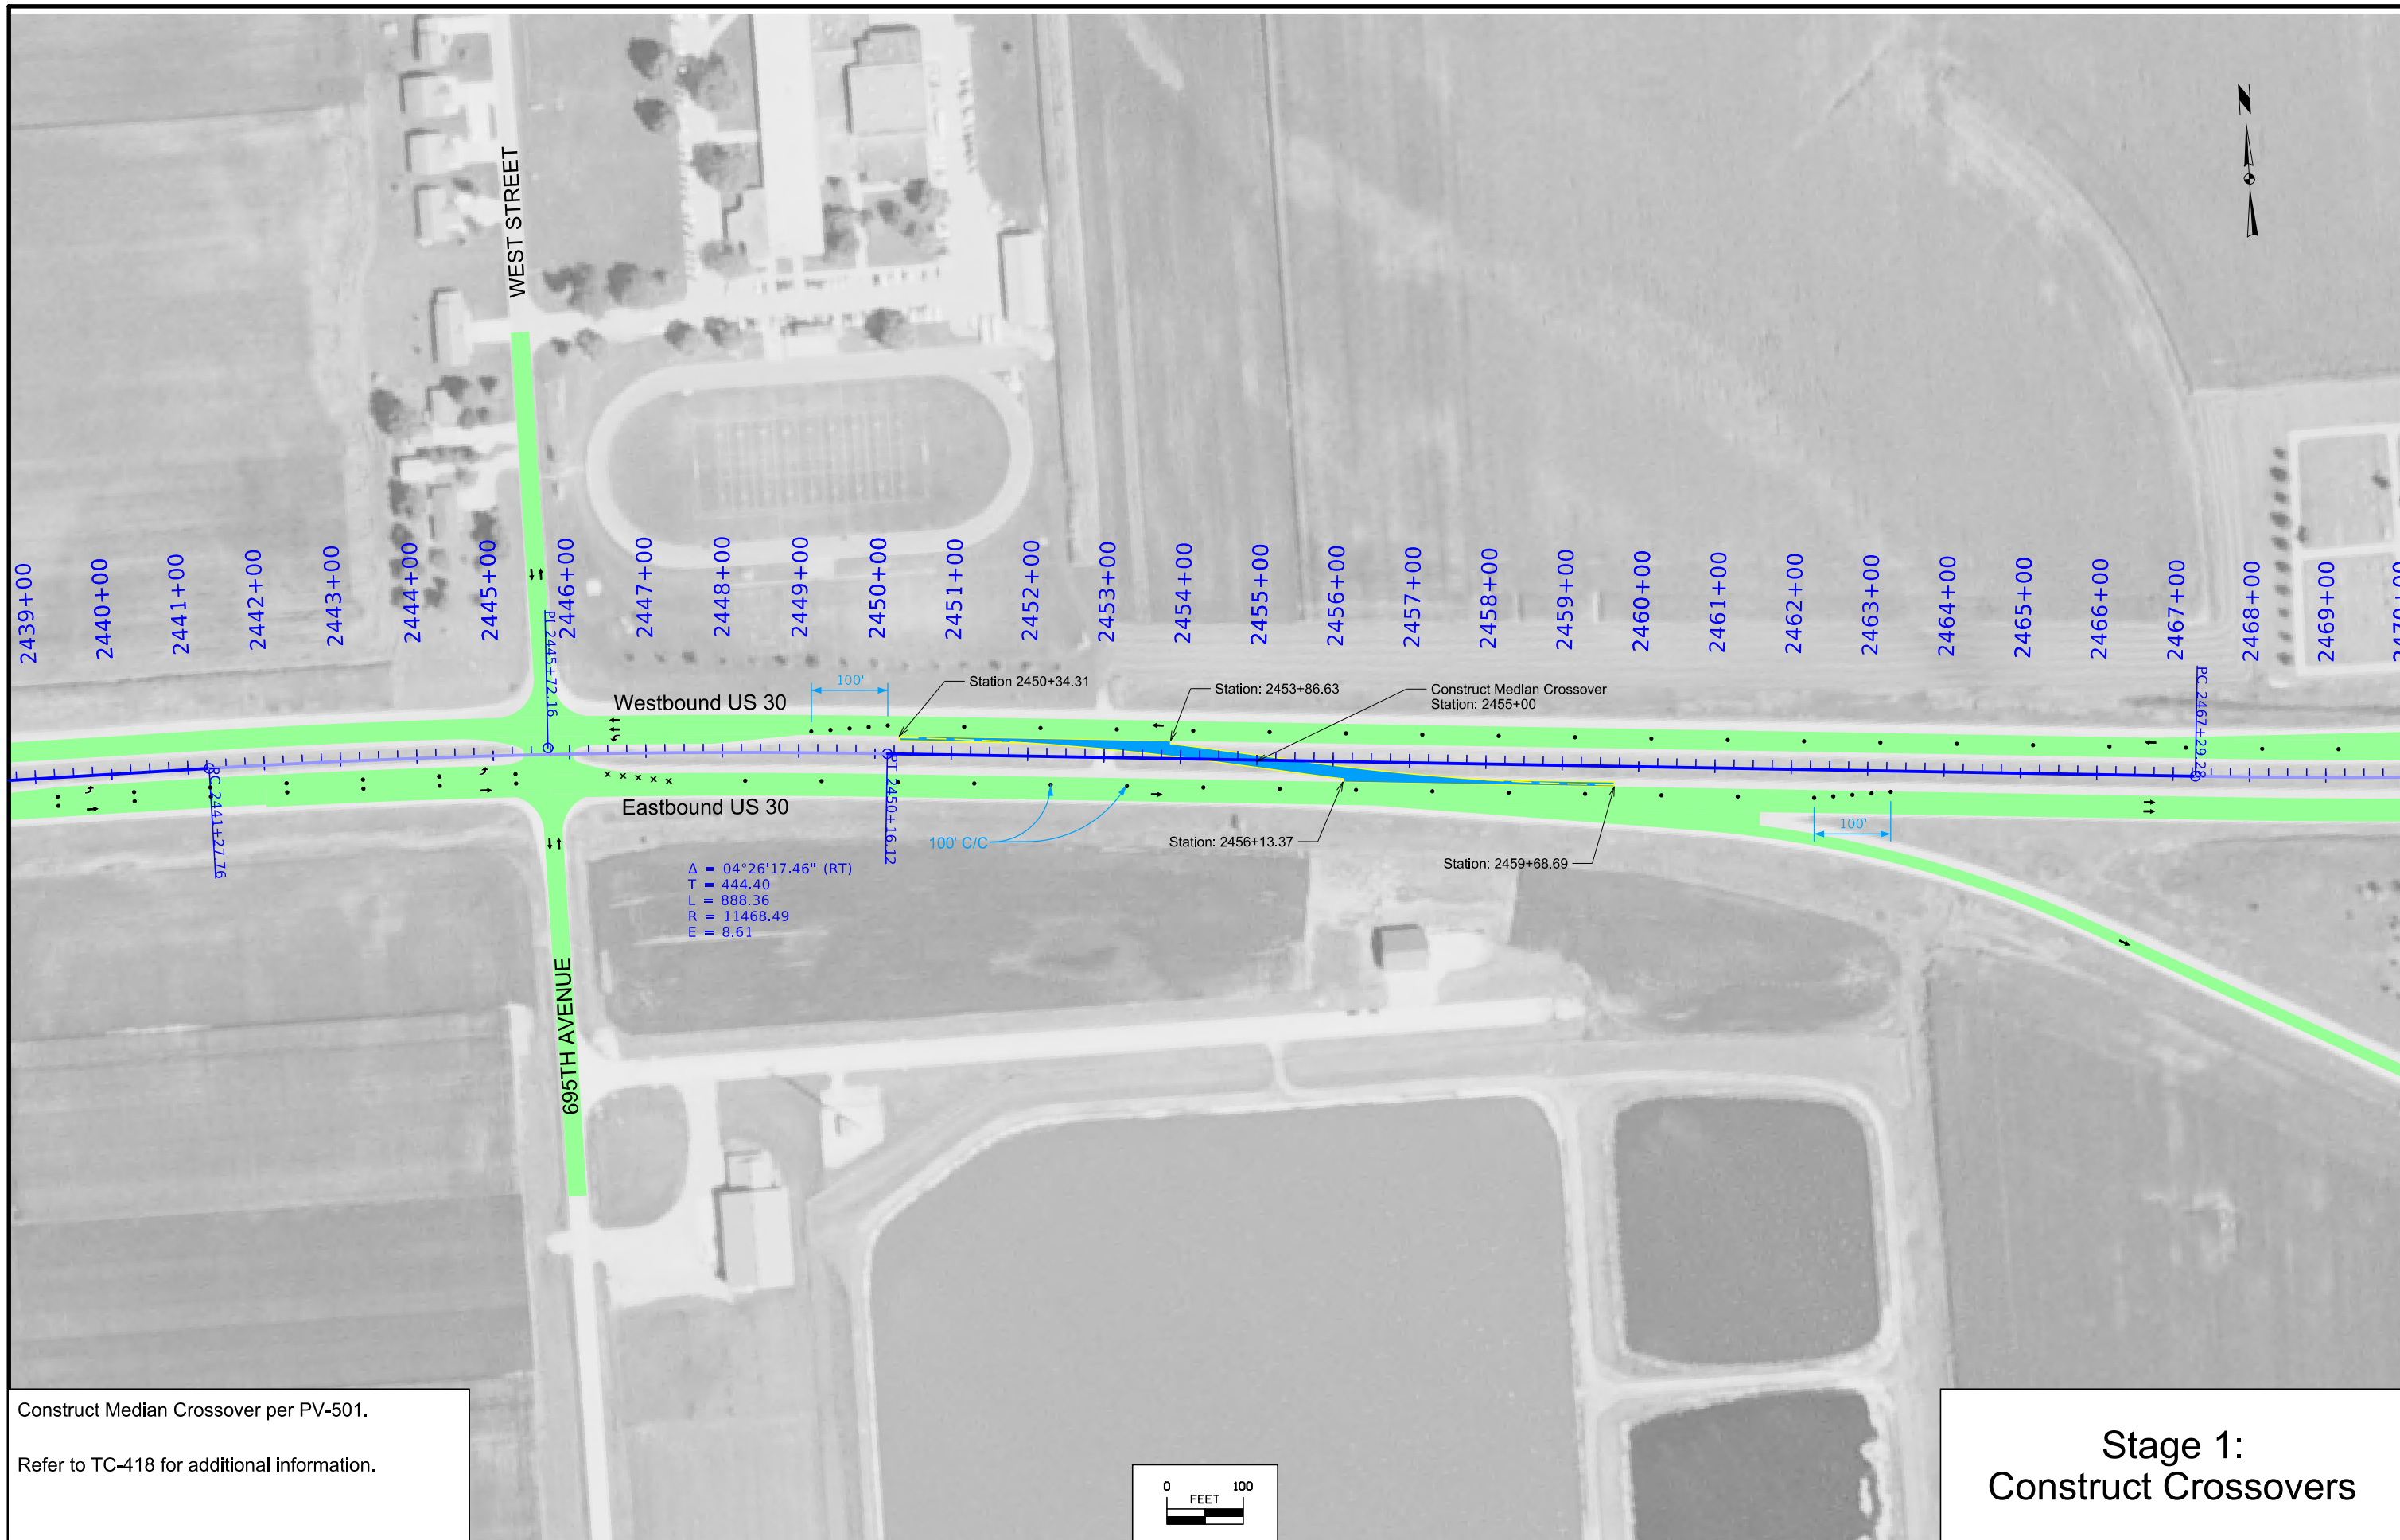 N
WEST STREET
2439+00
2440+00
2441+00
2442+00
2443+00
2444+00
2445+00
2446+00
2447+00
2448+00
2449+00
2450+00
2451+00
2452+00
2453+00
2454+00
2455+00
2456+00
2457+00
2458+00
2459+00
2460+00
2461+00
2462+00
2463+00
2464+00
2465+00
2466+00
2467+00
2468+00
2469+00
2470+00
PI 2445+72.16
Westbound US 30
100'
Station 2450+34.31
Station: 2453+86.63
Construct Median Crossover
Station: 2455+00
PC 2467+29.28
PC 2441+27.76
PT 2450+16.12
Eastbound US 30
100' C/C
Station: 2456+13.37
Station: 2459+68.69
100'
Δ = 04°26'17.46" (RT)
T = 444.40
L = 888.36
R = 11468.49
E = 8.61
695TH AVENUE
Construct Median Crossover per PV-501.
Refer to TC-418 for additional information.
0 100
FEET
Stage 1:
Construct Crossovers